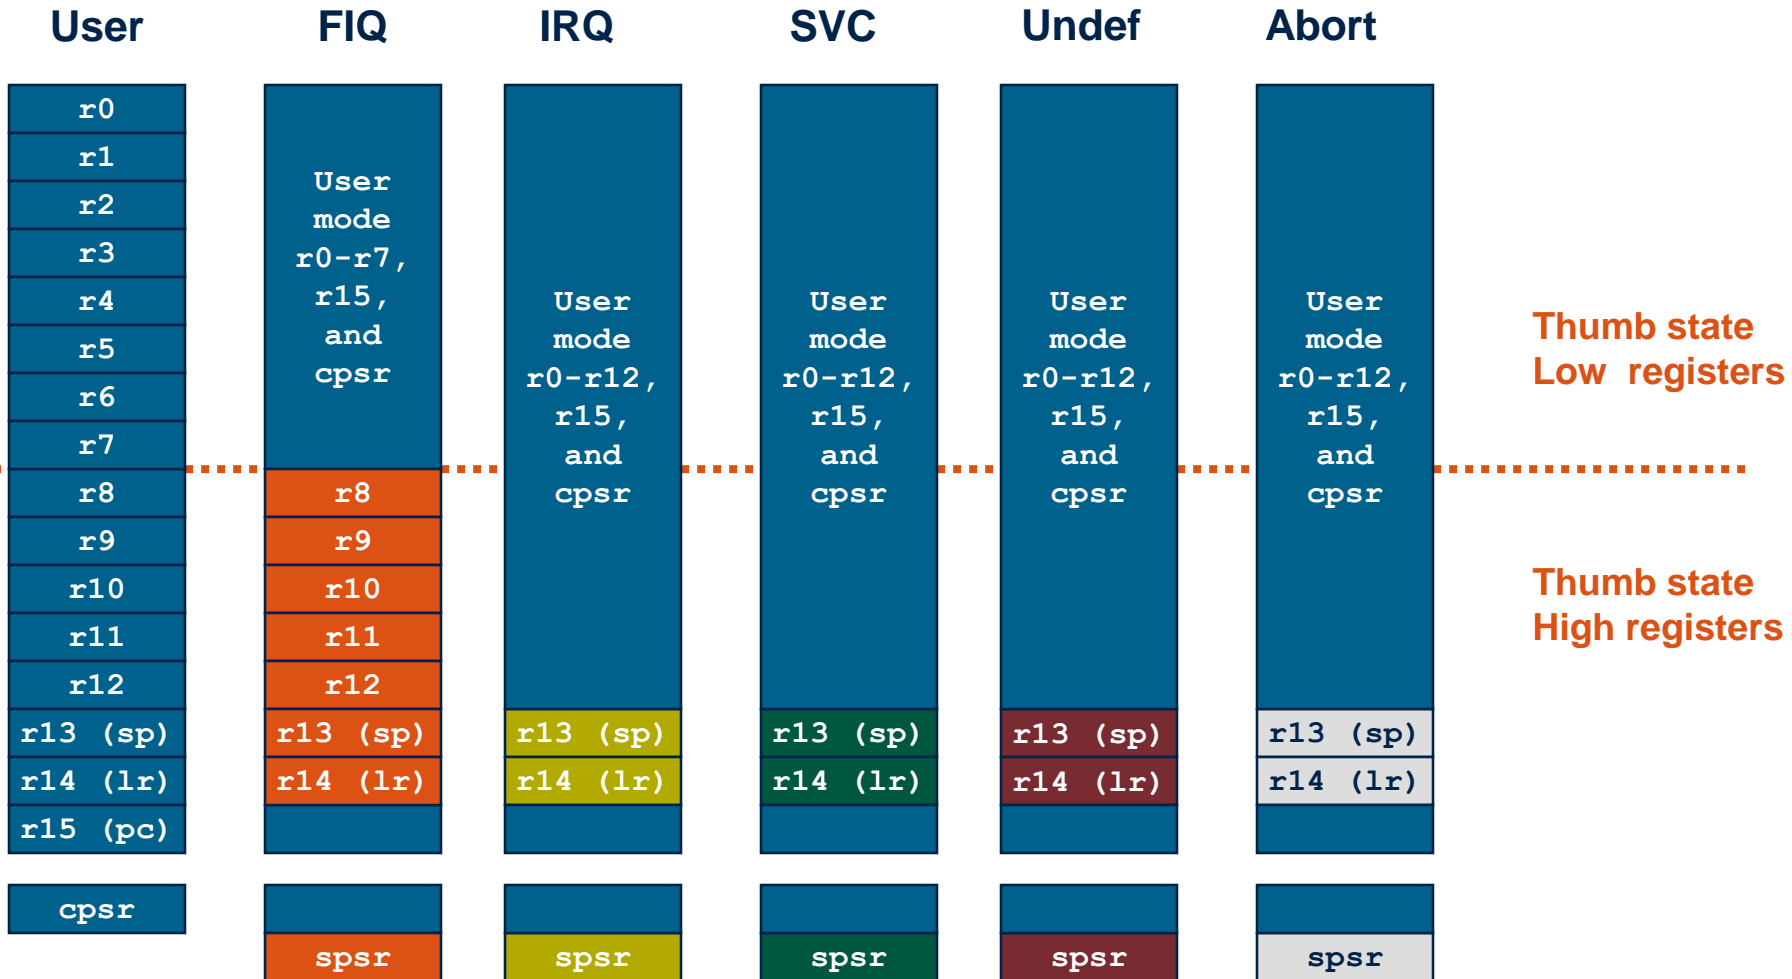 User FIQ IRQ SVC Undef Abort
r0
r1
r2
r3
r4
r5
r6
r7
r8
r9
r10
r11
r12
r13 (sp)
r14 (lr)
r15 (pc)
cpsr
User
mode
r0-r7,
r15,
and
cpsr
r8
r9
r10
r11
r12
r13 (sp)
r14 (lr)
spsr
User
mode
r0-r12,
r15,
and
cpsr
r13 (sp)
r14 (lr)
spsr
User
mode
r0-r12,
r15,
and
cpsr
r13 (sp)
r14 (lr)
spsr
User
mode
r0-r12,
r15,
and
cpsr
r13 (sp)
r14 (lr)
spsr
User
mode
r0-r12,
r15,
and
cpsr
r13 (sp)
r14 (lr)
spsr
Thumb state
Low registers
Thumb state
High registers